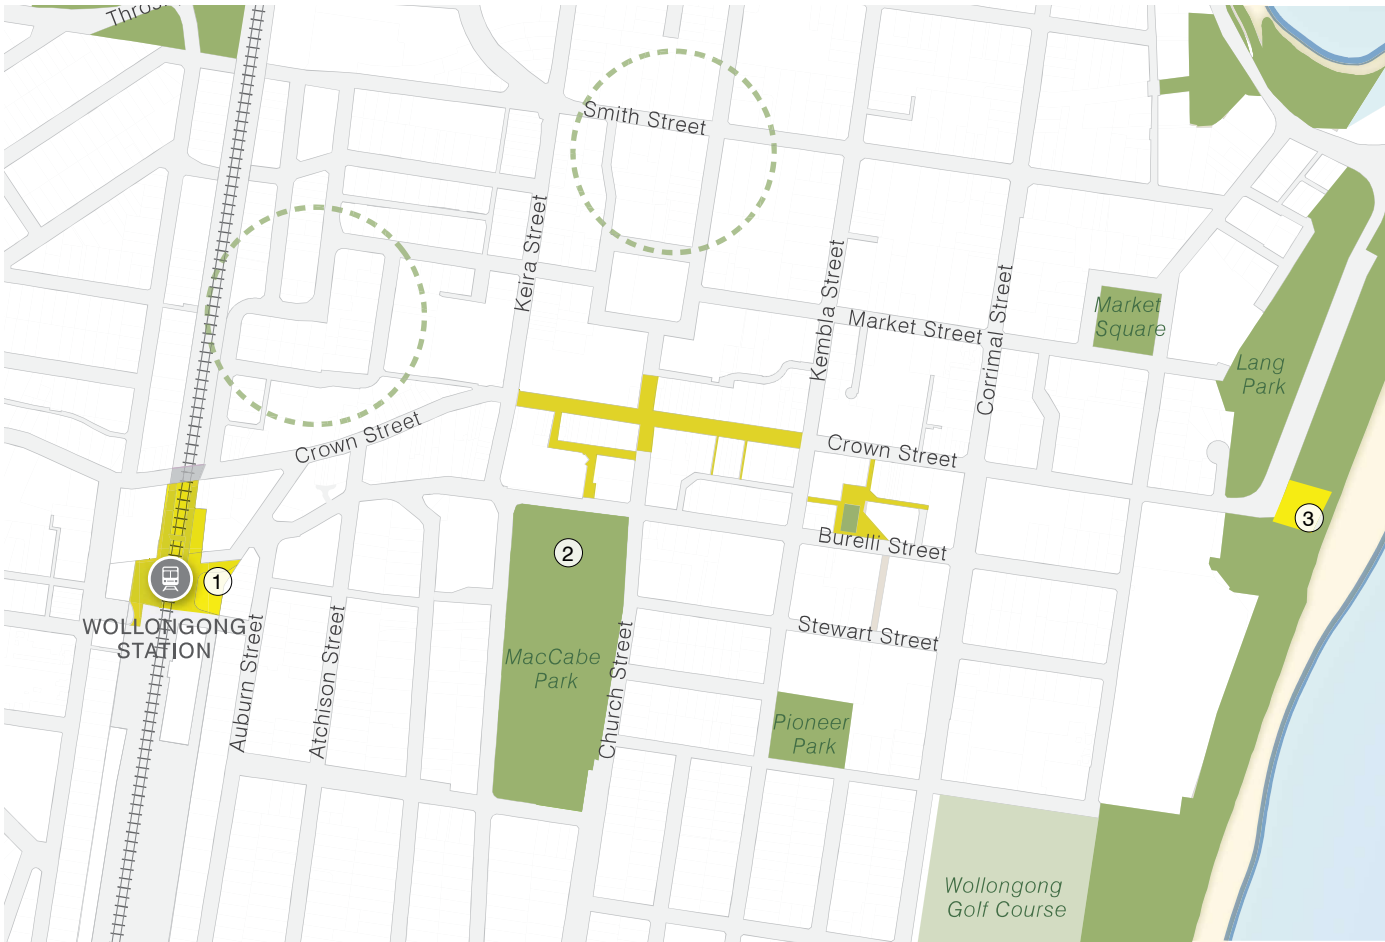 Smith Street
Keira Street
Kembla Street
Corrimal Street
Market Street
Market
Square
Lang
Park
Crown Street
Crown Street
Burelli Street
Stewart Street
1
2
3
WOLLONGONG
STATION
Auburn Street
Atchison Street
Church Street
MacCabe
Park
Pioneer
Park
Wollongong
Golf Course